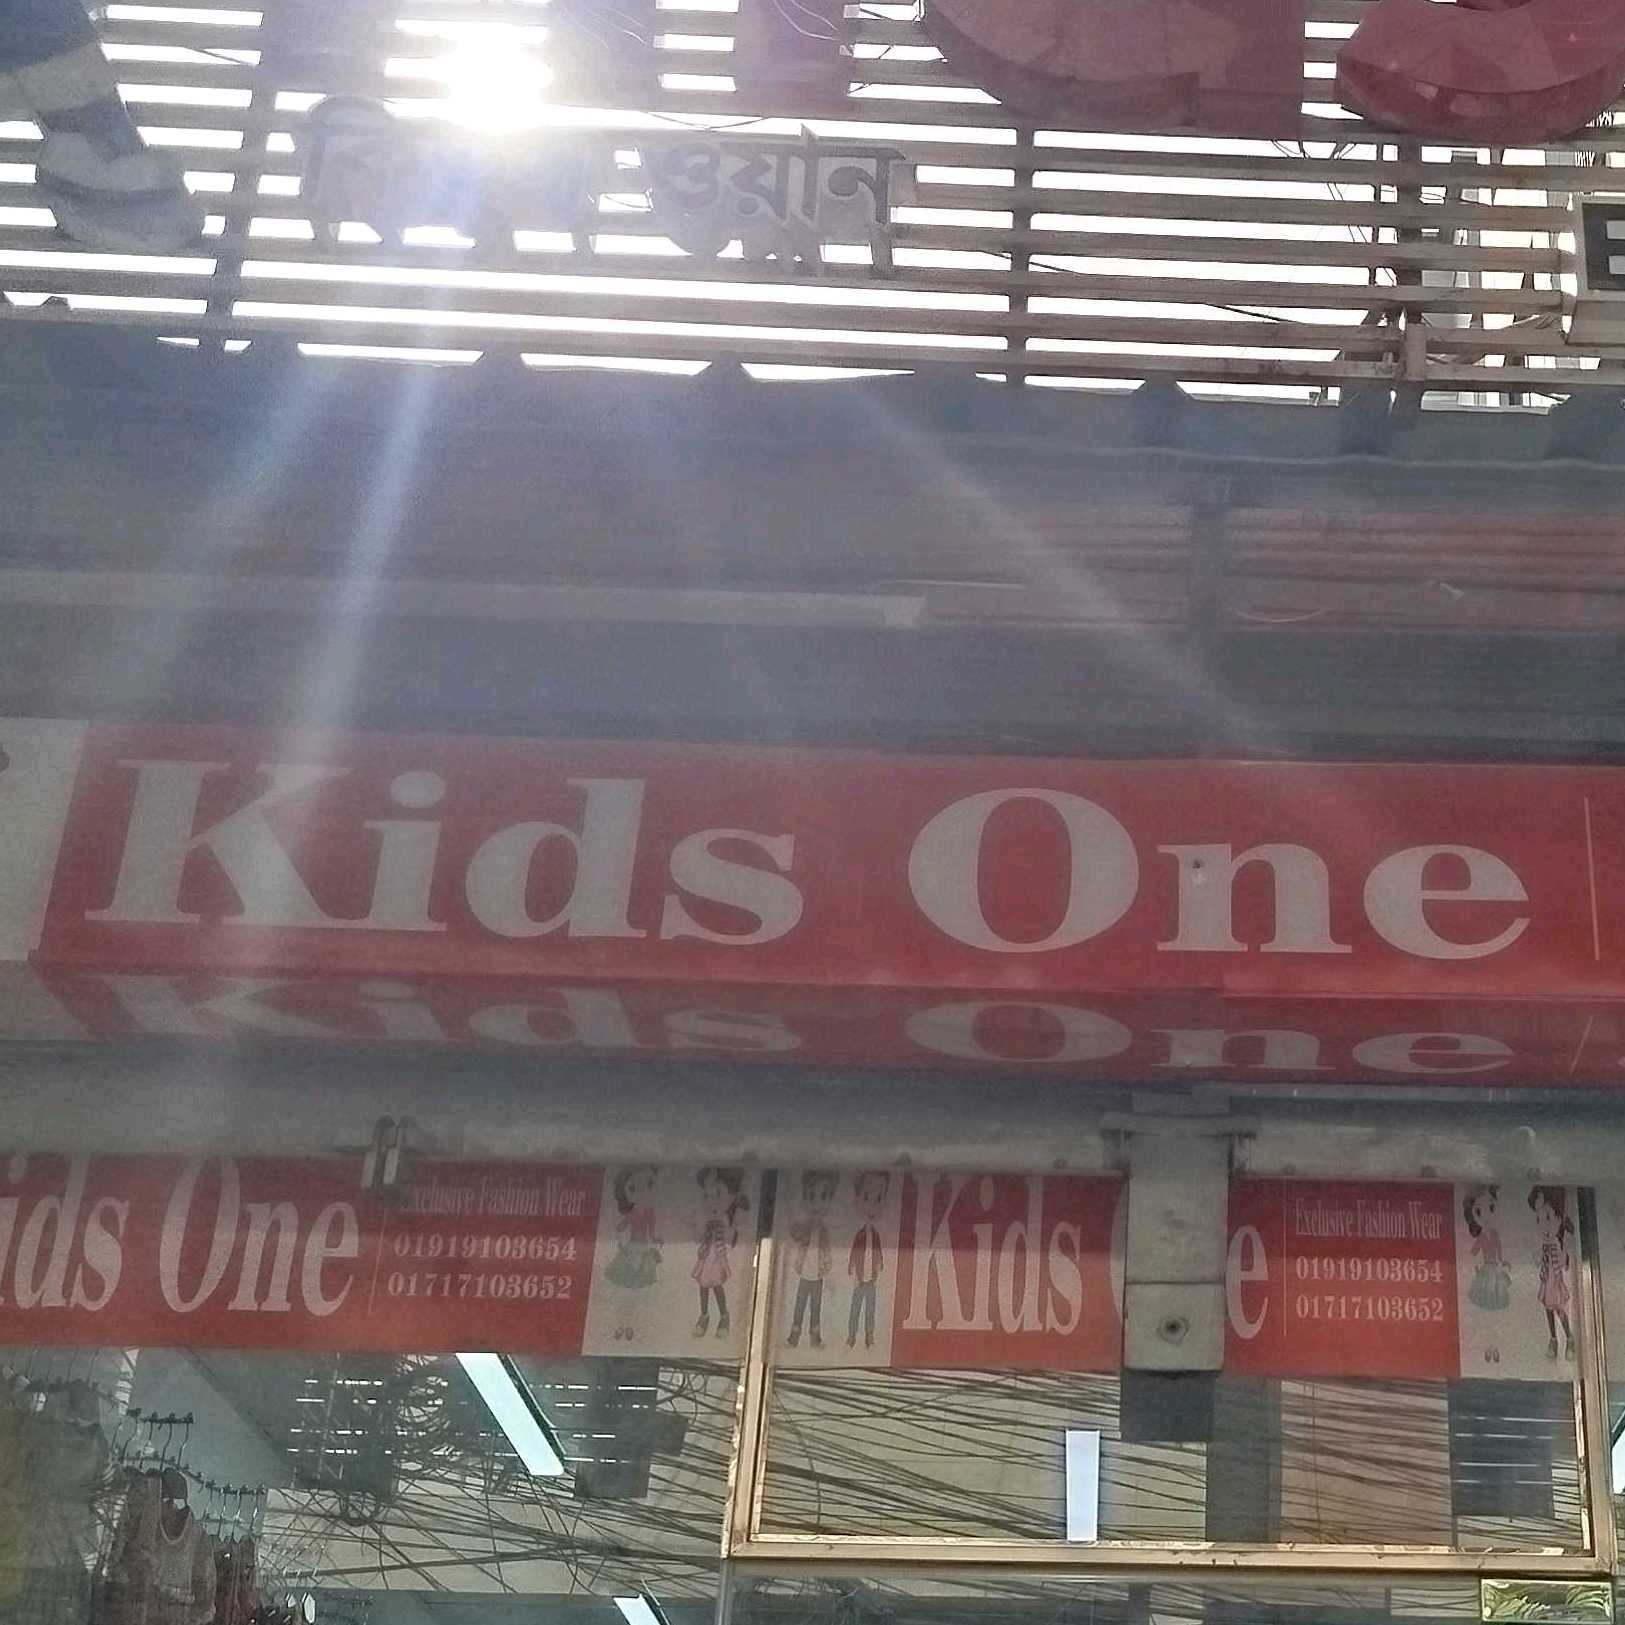 ওয়ান
Kids One
ids One
Exclusive Fashion Wear
01919103654
01717103652
Kids
e
Exclusive Fashion Wear
01919103654
01717103652